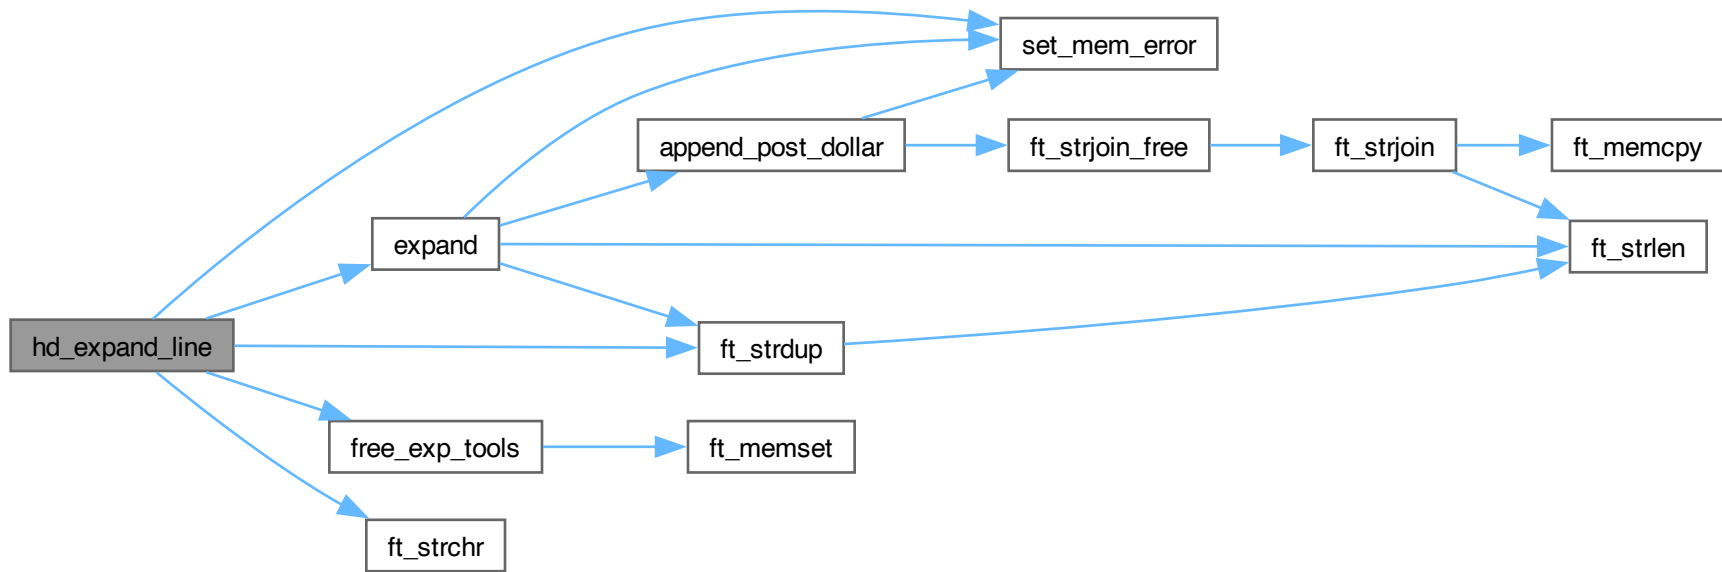 set_mem_error
append_post_dollar
ft_strjoin_free
ft_strjoin
ft_memcpy
expand
ft_strlen
hd_expand_line
ft_strdup
free_exp_tools
ft_memset
ft_strchr